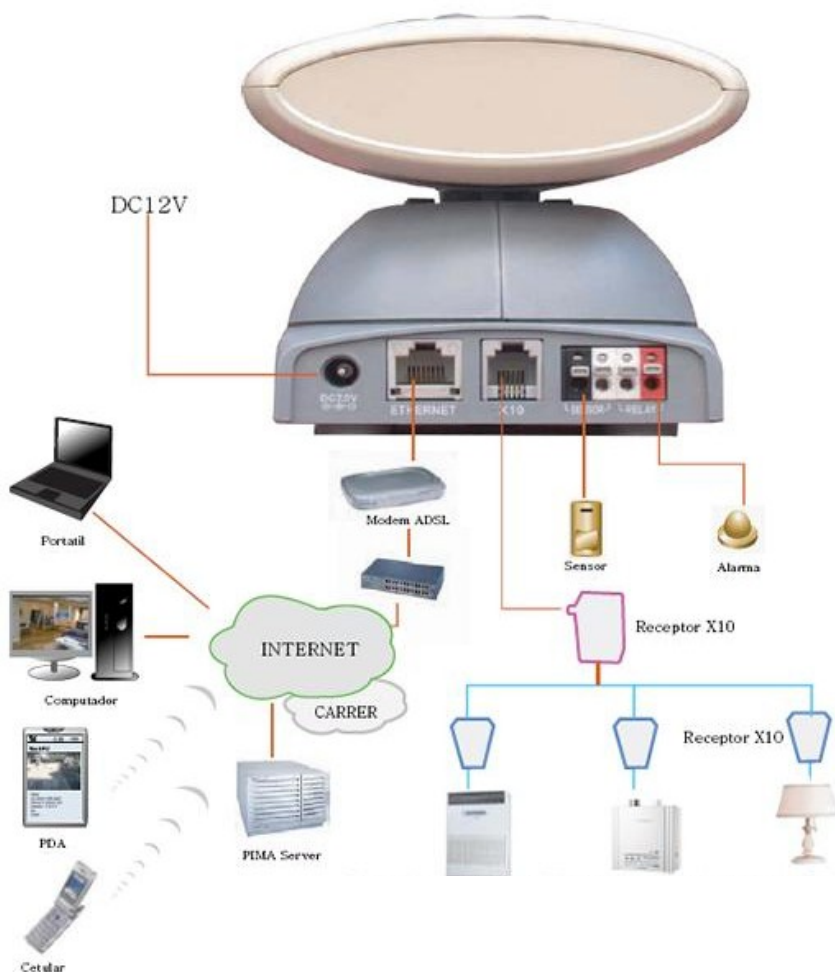 DC12V
DC12V
ETHERNET
X10
SENSOR
RELAY
Modem ADSL
Portatil
Sensor
Alarma
INTERNET
CARRER
Receptor X10
Computador
Receptor X10
PDA
PIMA Server
Cetular